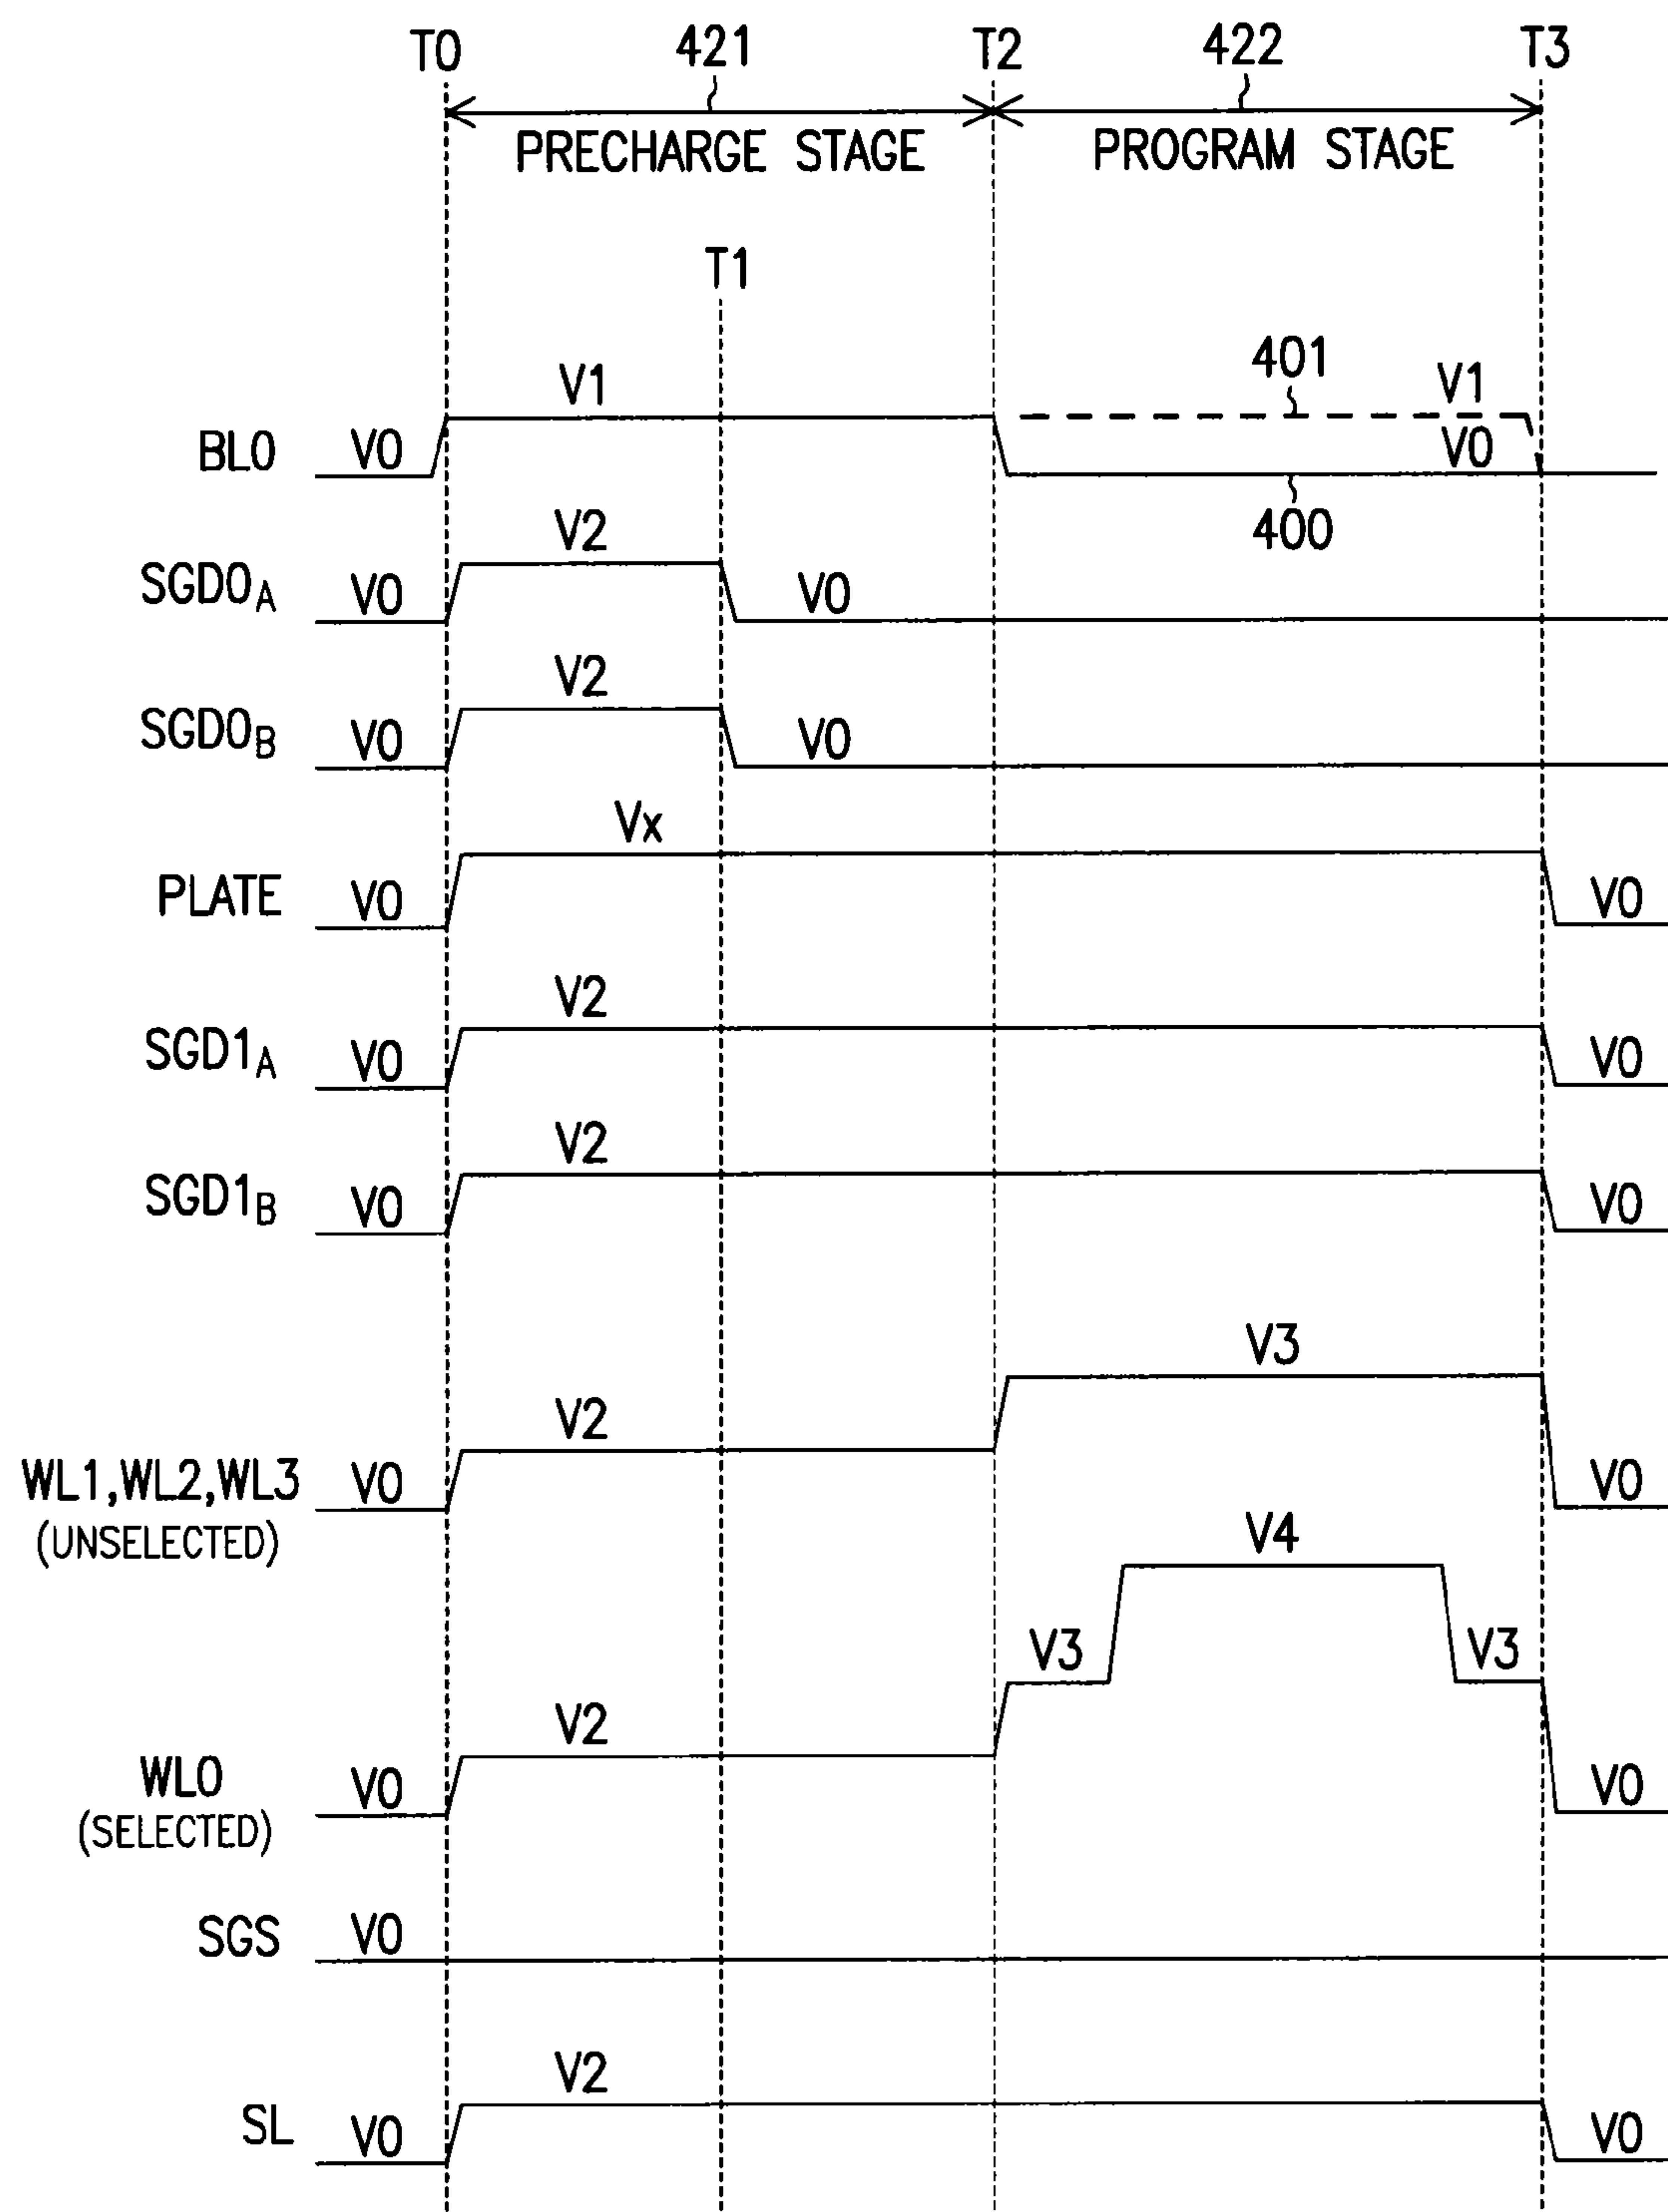 T0 421 T2 422 T3
PRECHARGE STAGE PROGRAM STAGE
T1
V1 401 V1
BL0 V0 V0
400
V2
SGD0A V0 V0
V2
SGD0B V0 V0
Vx
PLATE V0 V0
V2
SGD1A V0 V0
V2
SGD1B V0 V0
V3
V2
WL1,WL2,WL3 V0 V0
(UNSELECTED)
V4
V3 V3
V2
WL0 V0 V0
(SELECTED)
SGS V0
V2
SL V0 V0